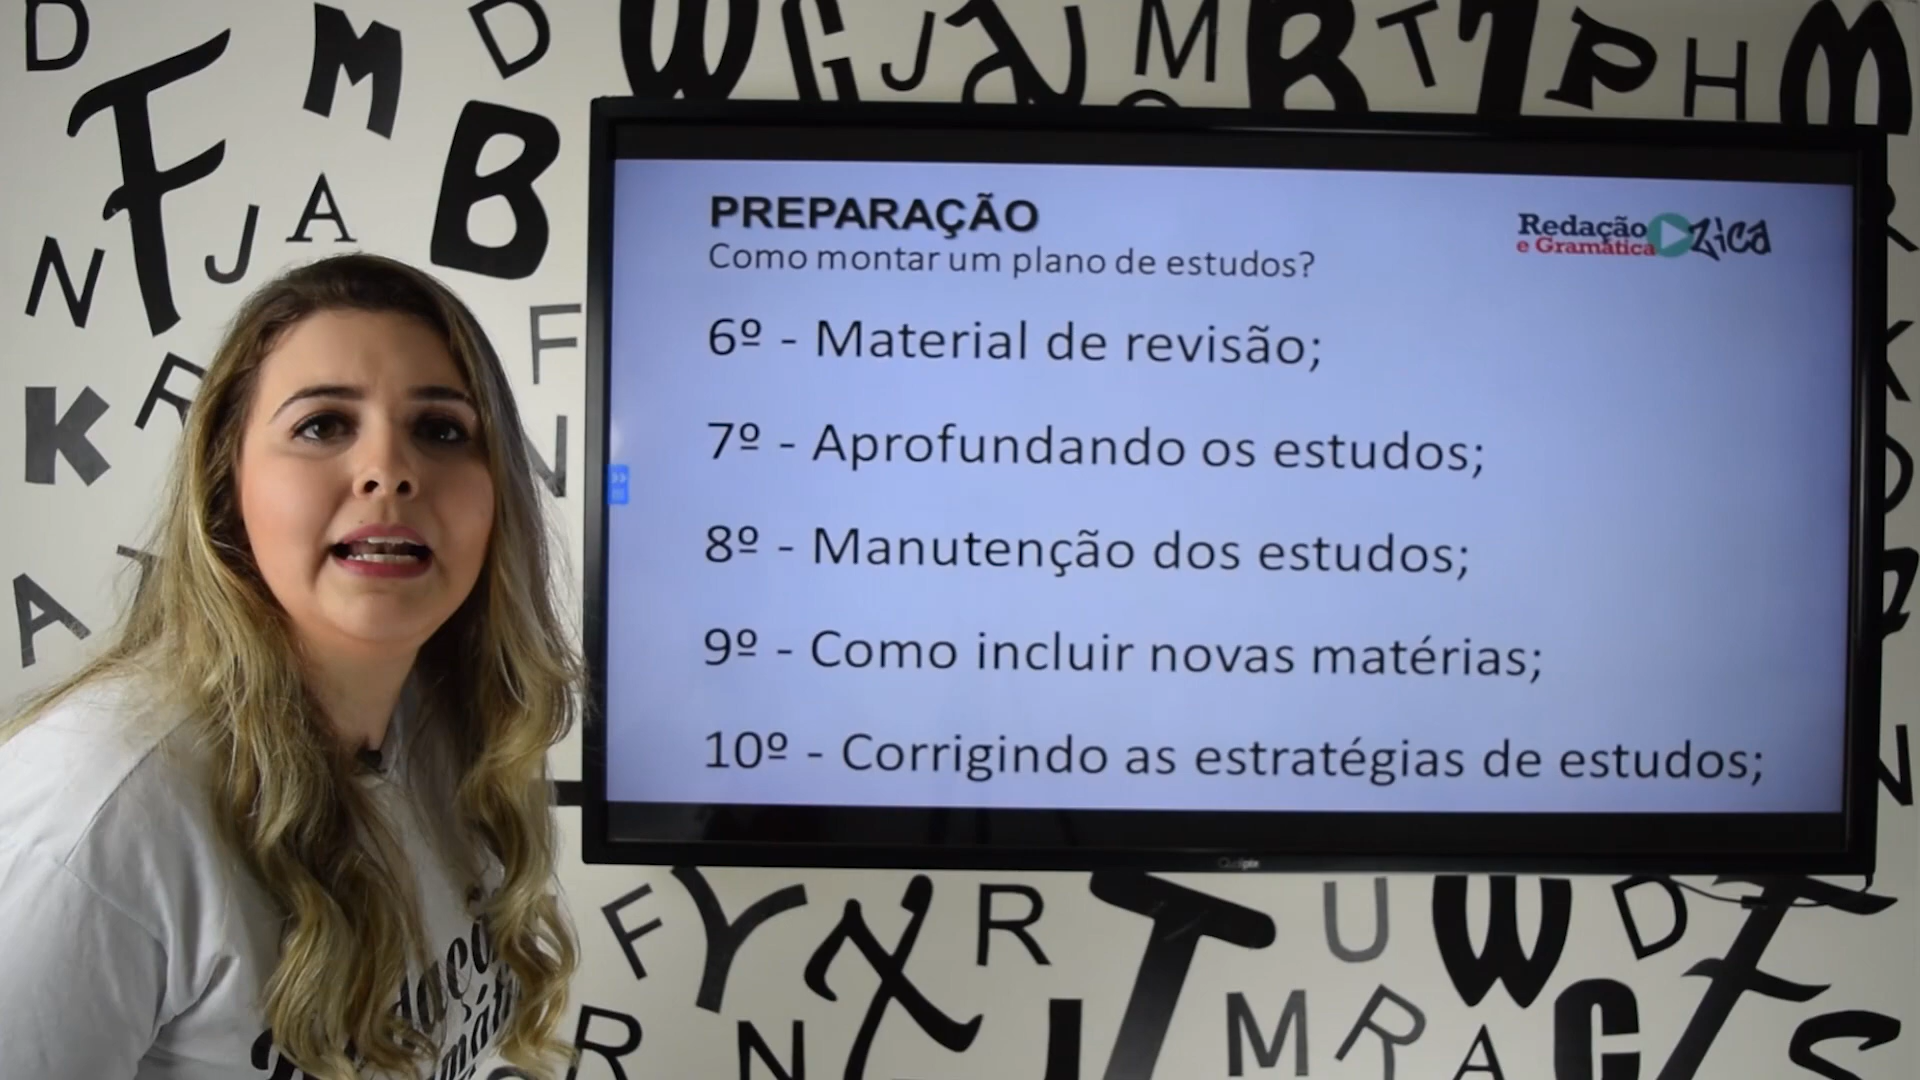 PREPARAÇÃO
Como montar um plano de estudos?
Redação
e Gramática
Zica
6º - Material de revisão;
7º - Aprofundando os estudos;
8º - Manutenção dos estudos;
9º - Como incluir novas matérias;
10º - Corrigindo as estratégias de estudos;